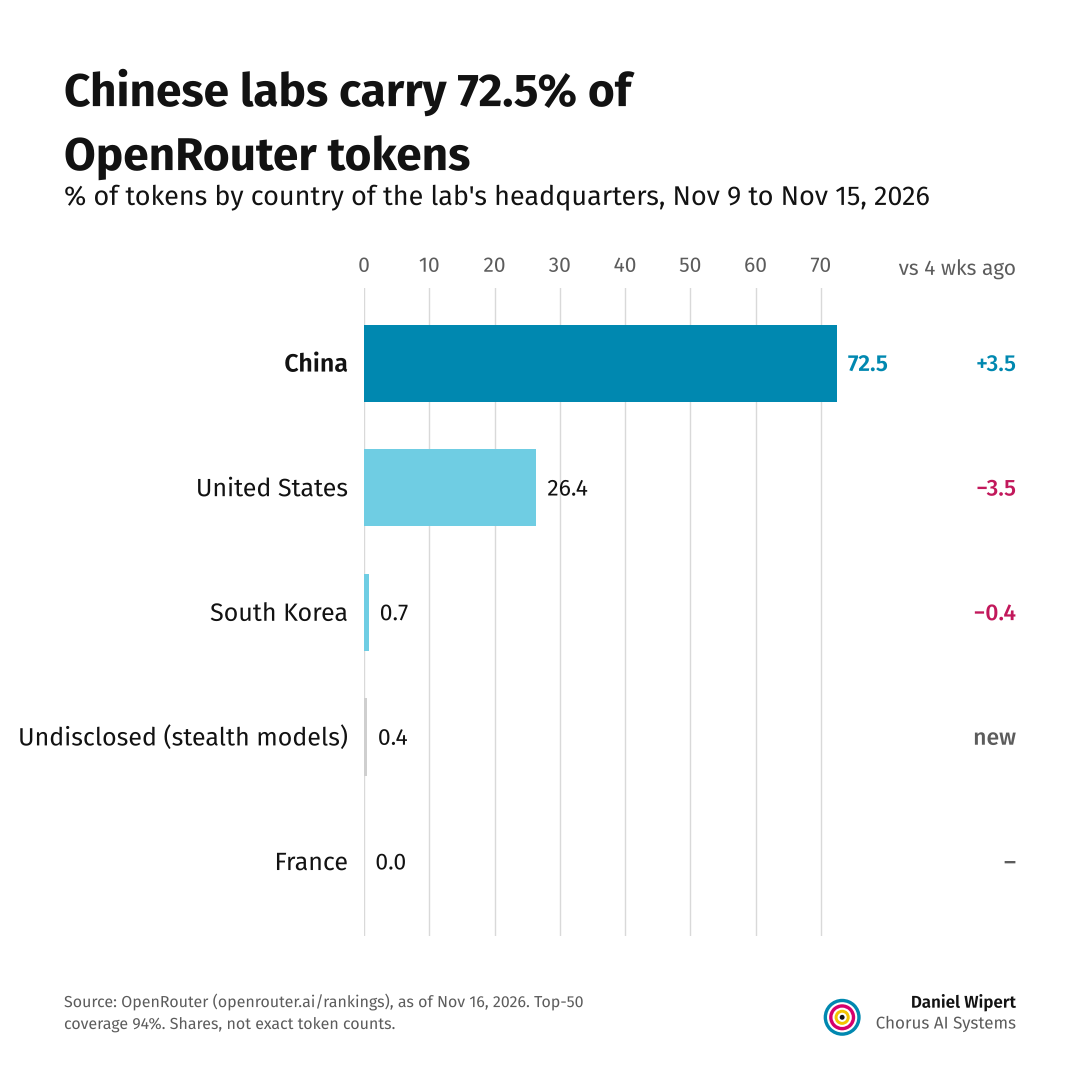 Chinese labs carry 72.5% of
OpenRouter tokens
% of tokens by country of the lab's headquarters, Nov 9 to Nov 15, 2026
0 10 20 30 40 50 60 70 vs 4 wks ago
China 72.5 +3.5
United States 26.4 −3.5
South Korea 0.7 −0.4
Undisclosed (stealth models) 0.4 new
France 0.0 –
Source: OpenRouter (openrouter.ai/rankings), as of Nov 16, 2026. Top-50
coverage 94%. Shares, not exact token counts.
Daniel Wipert
Chorus AI Systems